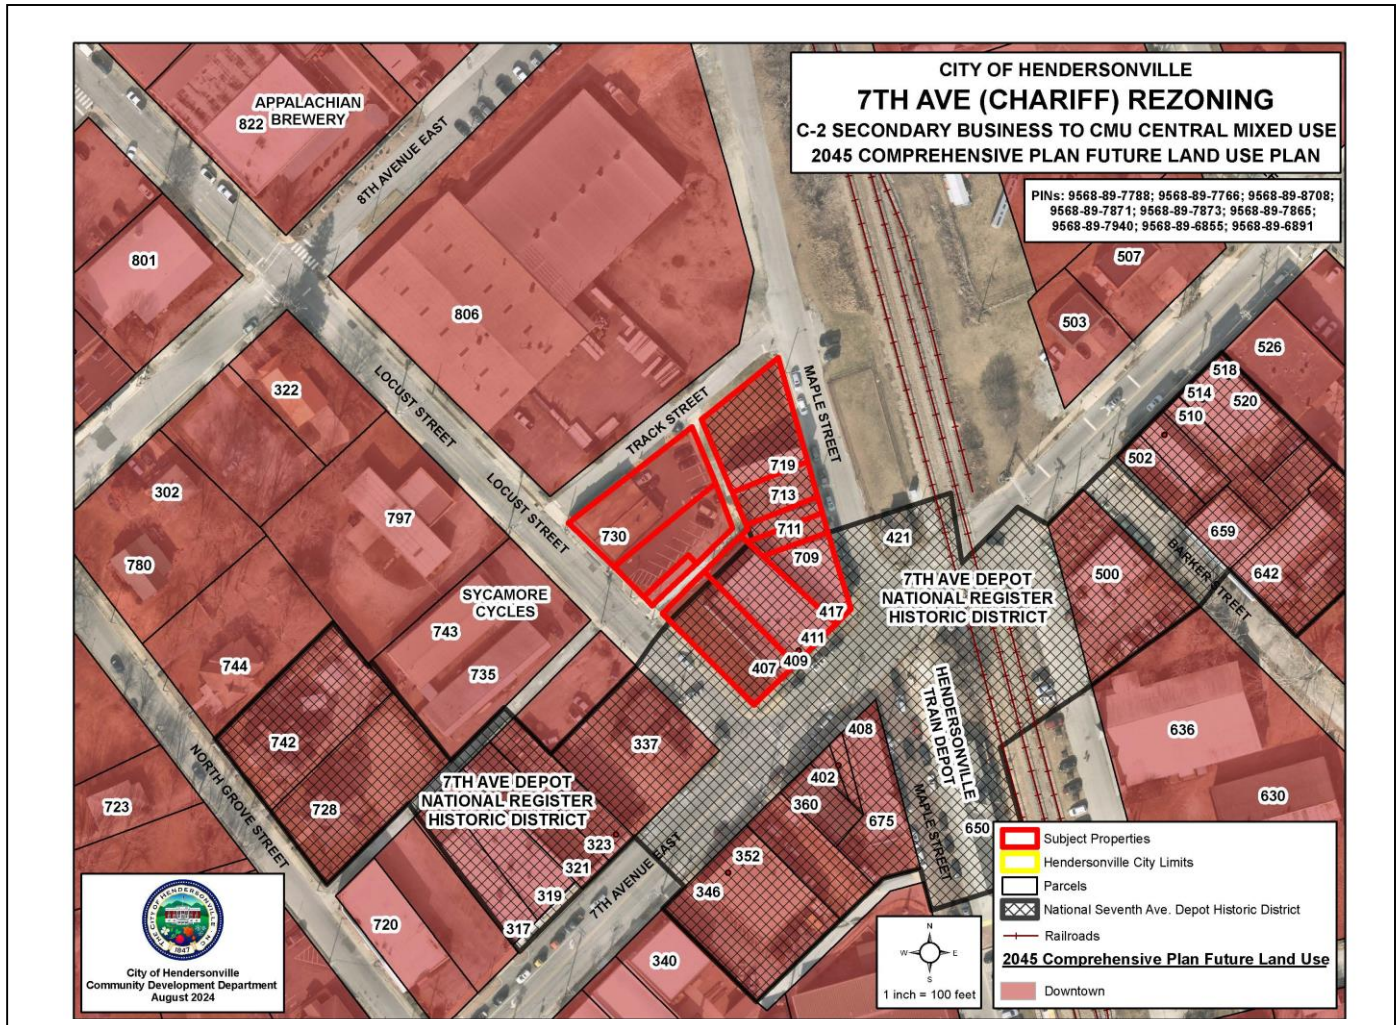 CITY OF HENDERSONVILLE
7TH AVE (CHARIFF) REZONING
C-2 SECONDARY BUSINESS TO CMU CENTRAL MIXED USE
2045 COMPREHENSIVE PLAN FUTURE LAND USE PLAN
PINs: 9568-89-7788; 9568-89-7766; 9568-89-8708;
9568-89-7871; 9568-89-7873; 9568-89-7865;
9568-89-7940; 9568-89-6855; 9568-89-6891
APPALACHIAN
BREWERY
822
8TH AVENUE EAST
801
806
507
503
526
518
514
520
510
502
322
LOCUST STREET
TRACK STREET
MAPLE STREET
719
713
711
709
730
302
797
780
LOCUST STREET
421
7TH AVE DEPOT
NATIONAL REGISTER
HISTORIC DISTRICT
500
659
642
BARKER STREET
SYCAMORE
CYCLES
743
735
744
417
411
409
407
HENDERSONVILLE
TRAIN DEPOT
742
728
NORTH GROVE STREET
723
337
7TH AVE DEPOT
NATIONAL REGISTER
HISTORIC DISTRICT
408
402
360
675
MAPLE STREET
650
636
630
323
321
319
317
7TH AVENUE EAST
352
346
340
720
THE CITY OF HENDERSONVILLE N.C.
1847
City of Hendersonville
Community Development Department
August 2024
N
W
E
S
1 inch = 100 feet
Subject Properties
Hendersonville City Limits
Parcels
National Seventh Ave. Depot Historic District
Railroads
2045 Comprehensive Plan Future Land Use
Downtown